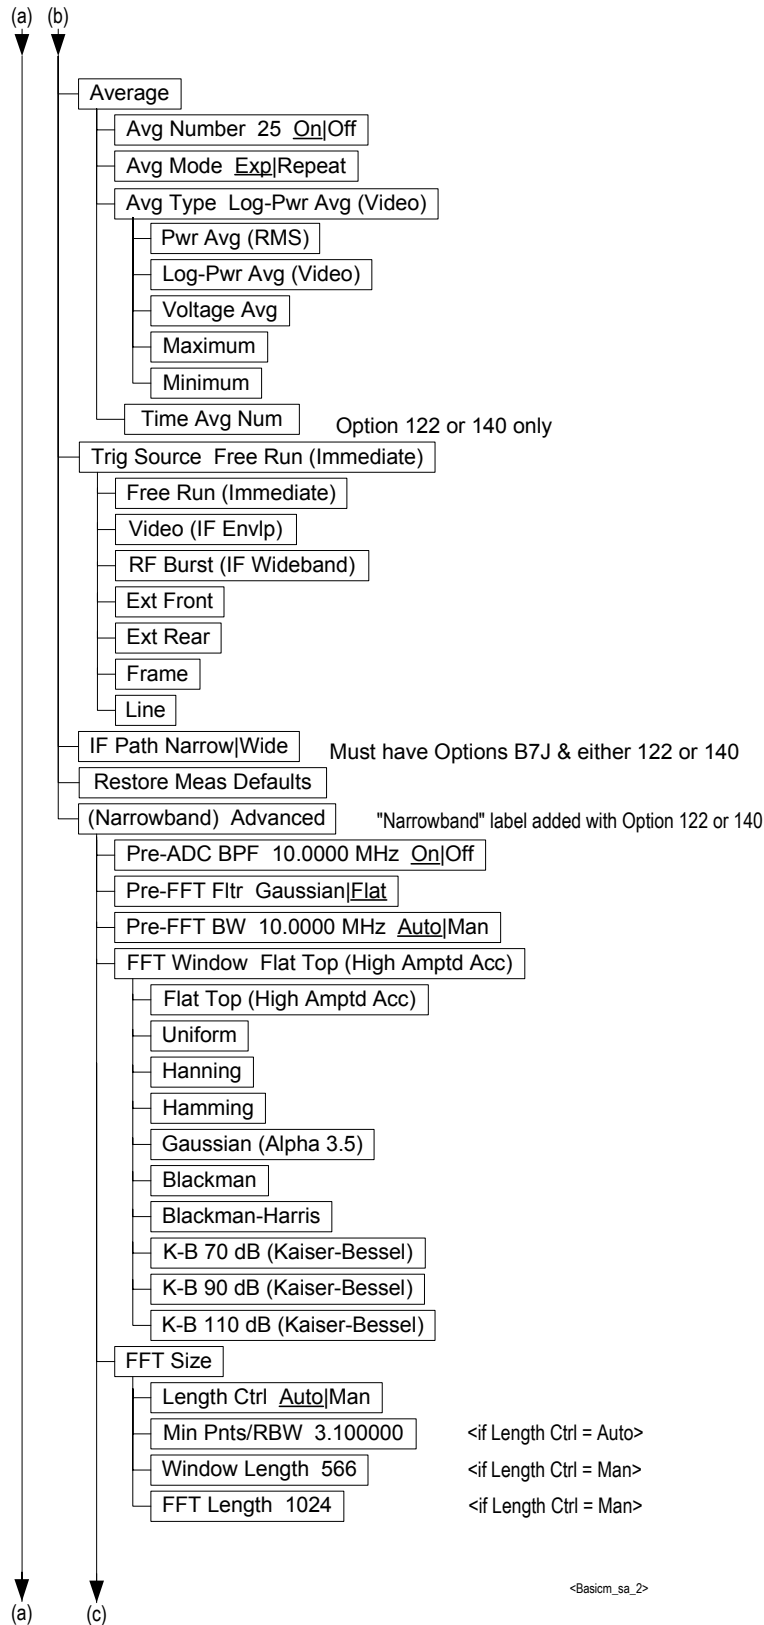 (a) (b)
Average
Avg Number 25 On|Off
Avg Mode Exp|Repeat
Avg Type Log-Pwr Avg (Video)
Pwr Avg (RMS)
Log-Pwr Avg (Video)
Voltage Avg
Maximum
Minimum
Time Avg Num Option 122 or 140 only
Trig Source Free Run (Immediate)
Free Run (Immediate)
Video (IF Envlp)
RF Burst (IF Wideband)
Ext Front
Ext Rear
Frame
Line
IF Path Narrow|Wide Must have Options B7J & either 122 or 140
Restore Meas Defaults
(Narrowband) Advanced "Narrowband" label added with Option 122 or 140
Pre-ADC BPF 10.0000 MHz On|Off
Pre-FFT Fltr Gaussian|Flat
Pre-FFT BW 10.0000 MHz Auto|Man
FFT Window Flat Top (High Amptd Acc)
Flat Top (High Amptd Acc)
Uniform
Hanning
Hamming
Gaussian (Alpha 3.5)
Blackman
Blackman-Harris
K-B 70 dB (Kaiser-Bessel)
K-B 90 dB (Kaiser-Bessel)
K-B 110 dB (Kaiser-Bessel)
FFT Size
Length Ctrl Auto|Man
Min Pnts/RBW 3.100000 <if Length Ctrl = Auto>
Window Length 566 <if Length Ctrl = Man>
FFT Length 1024 <if Length Ctrl = Man>
<Basicm_sa_2>
(a) (c)